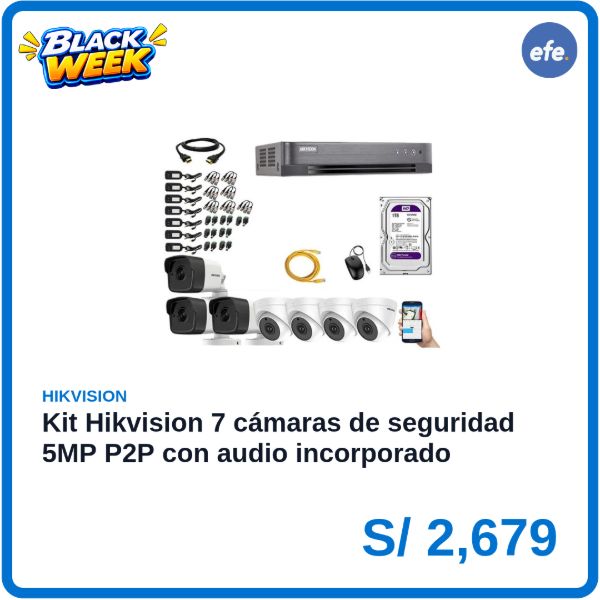 BLACK
WEEK
efe.
HIKVISION
Kit Hikvision 7 cámaras de seguridad
5MP P2P con audio incorporado
S/ 2,679